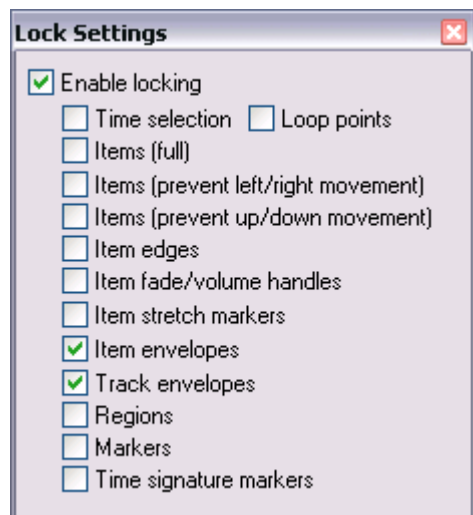 Lock Settings
Enable locking
Time selection Loop points
Items (full)
Items (prevent left/right movement)
Items (prevent up/down movement)
Item edges
Item fade/volume handles
Item stretch markers
Item envelopes
Track envelopes
Regions
Markers
Time signature markers